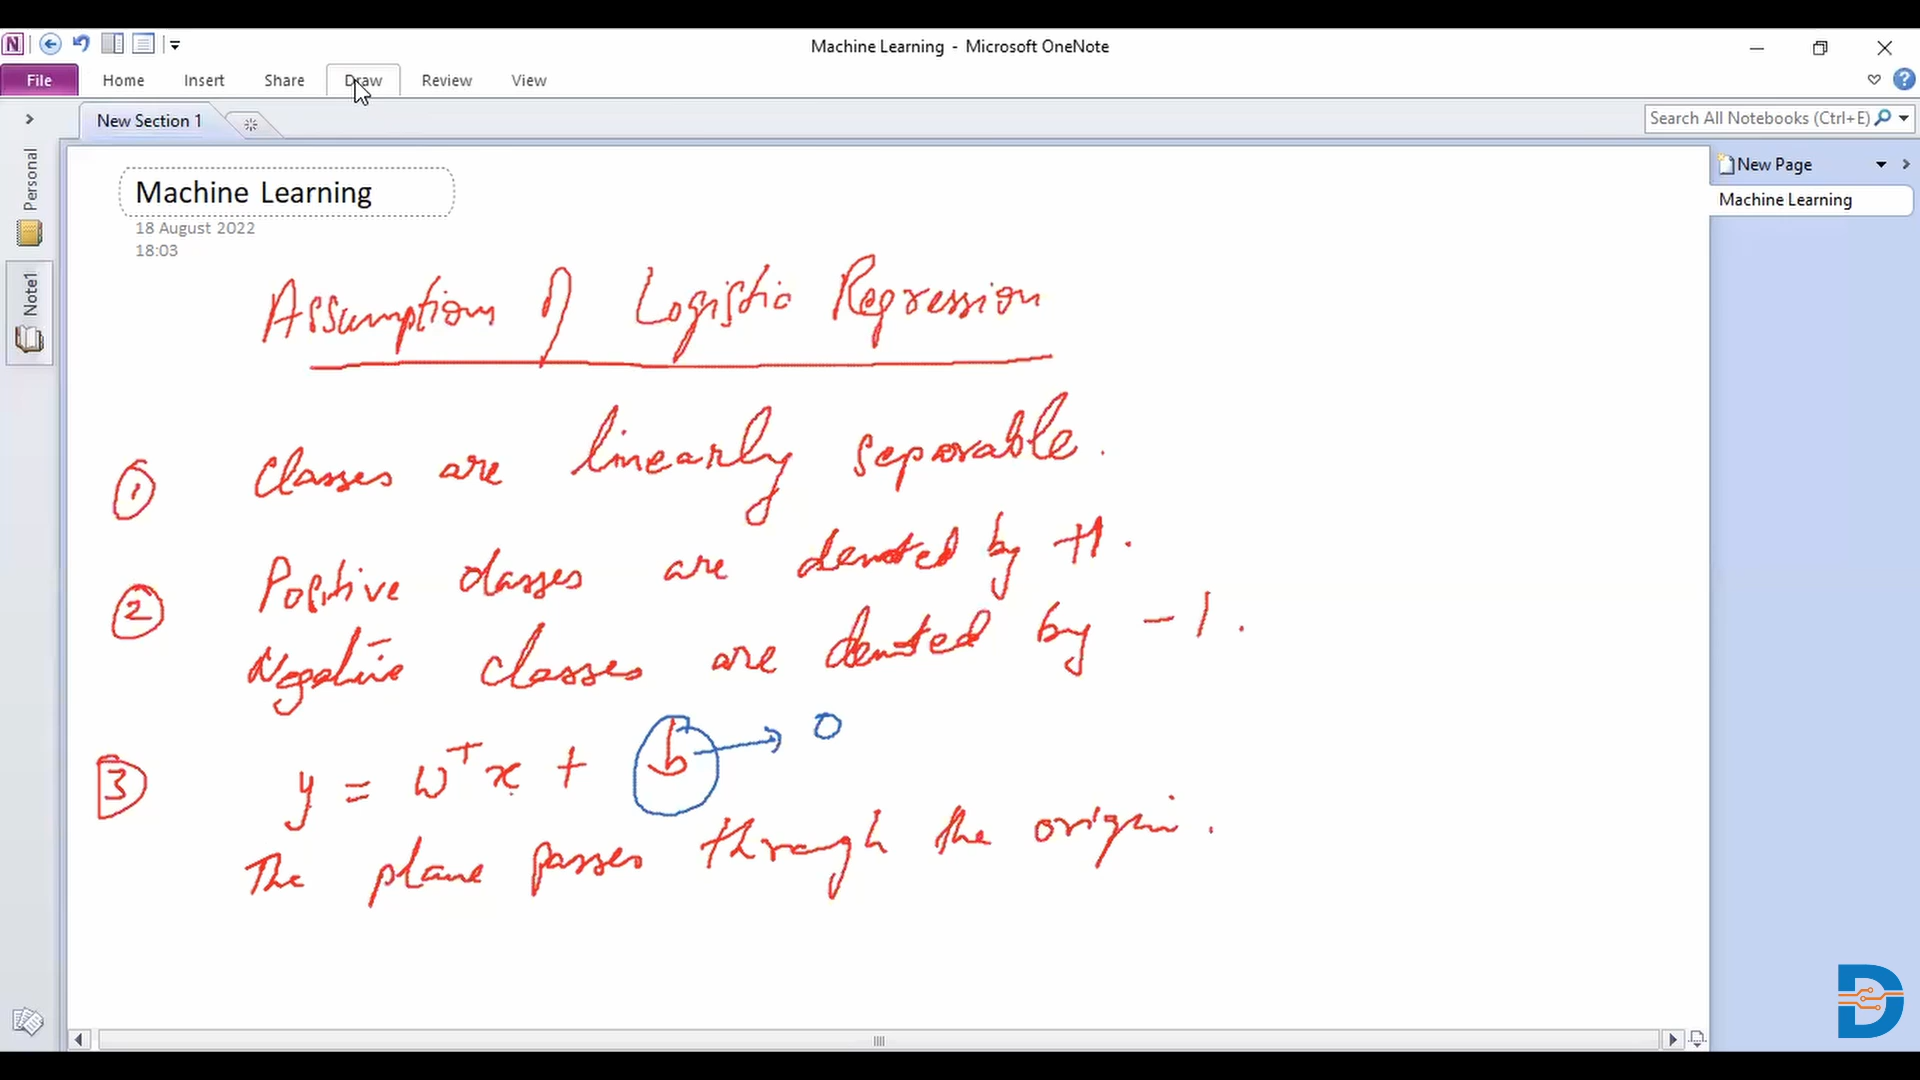 Machine Learning - Microsoft OneNote
File Home Insert Share Draw Review View
New Section 1
Search All Notebooks (Ctrl+E)
Personal
Note1
New Page
Machine Learning
Machine Learning
18 August 2022
18:03
Assumptions of Logistic Regression
① classes are linearly separable.
② Positive classes are denoted by +1.
Negative classes are denoted by -1.
3 y = wᵀx + b → 0
The plane passes through the origin.